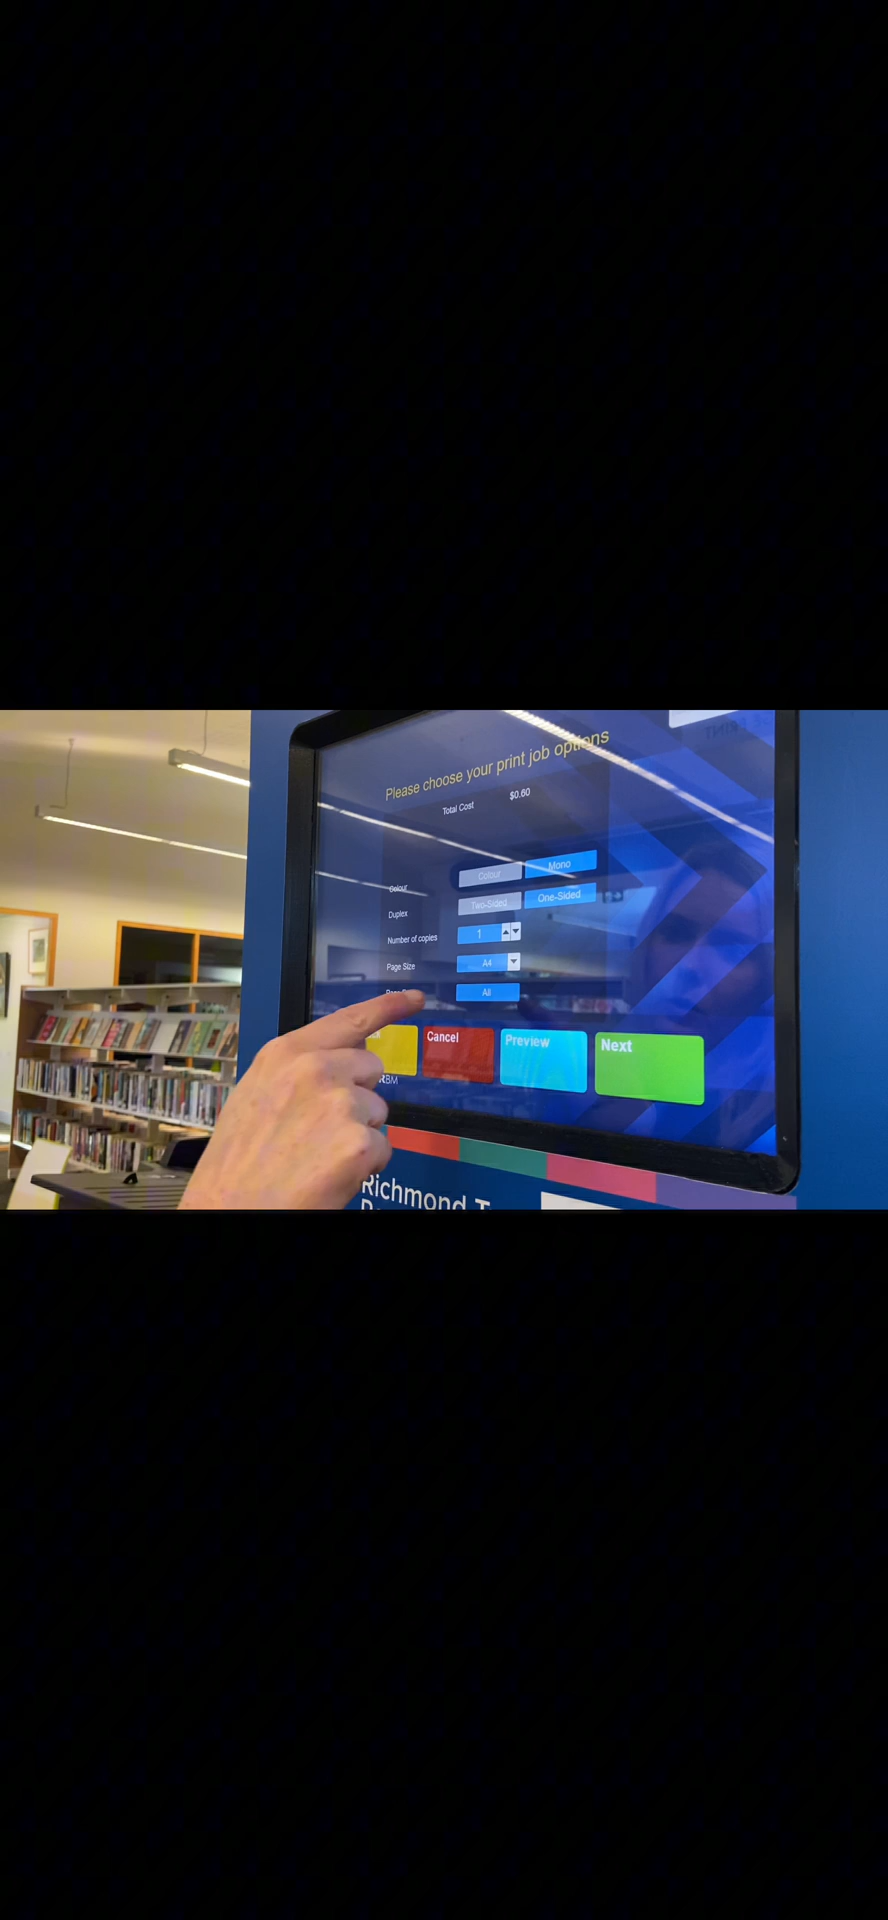 Please choose your print job options
Total Cost $0.60
Colour Colour Mono
Duplex Two-Sided One-Sided
Number of copies 1
Page Size A4
All
Cancel Preview Next
Richmond